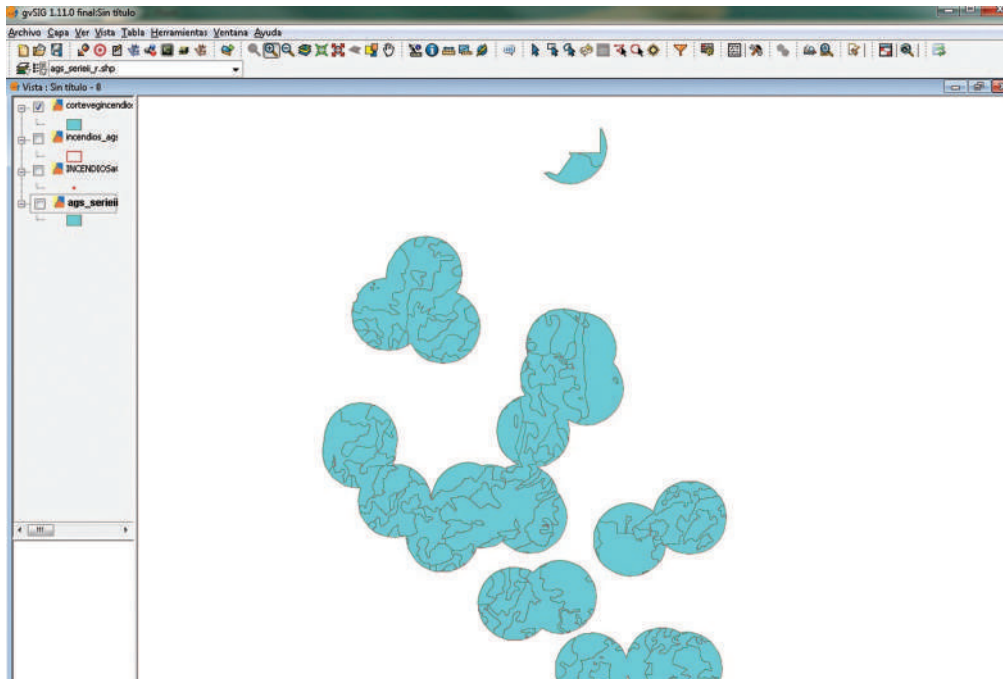 gvSIG 1.11.0 final:Sin título
Archivo Capa Ver Vista Tabla Herramientas Ventana Ayuda
ags_serieii_r.shp
Vista : Sin título - 8
cortevegincendio
incendios_ags
INCENDIOSa
ags_serieii